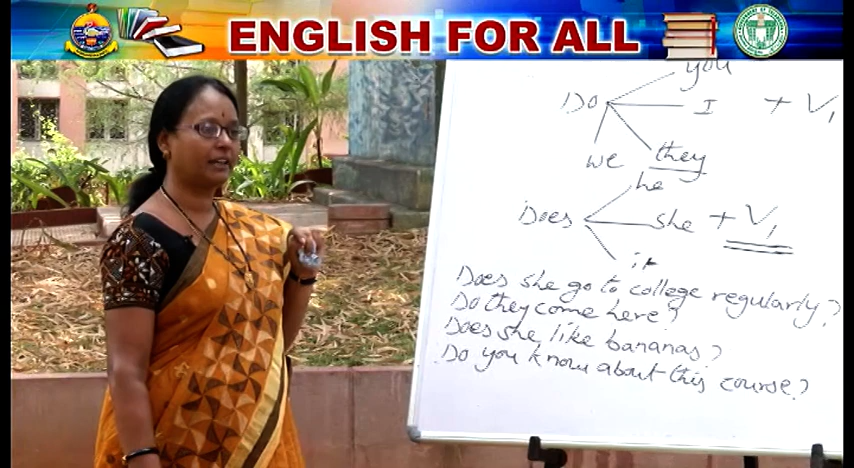 ENGLISH FOR ALL
you
Do I + V1
we they
he
Does she + V1
it
Does she go to college regularly?
Do they come here?
Does she like bananas?
Do you know about this course?